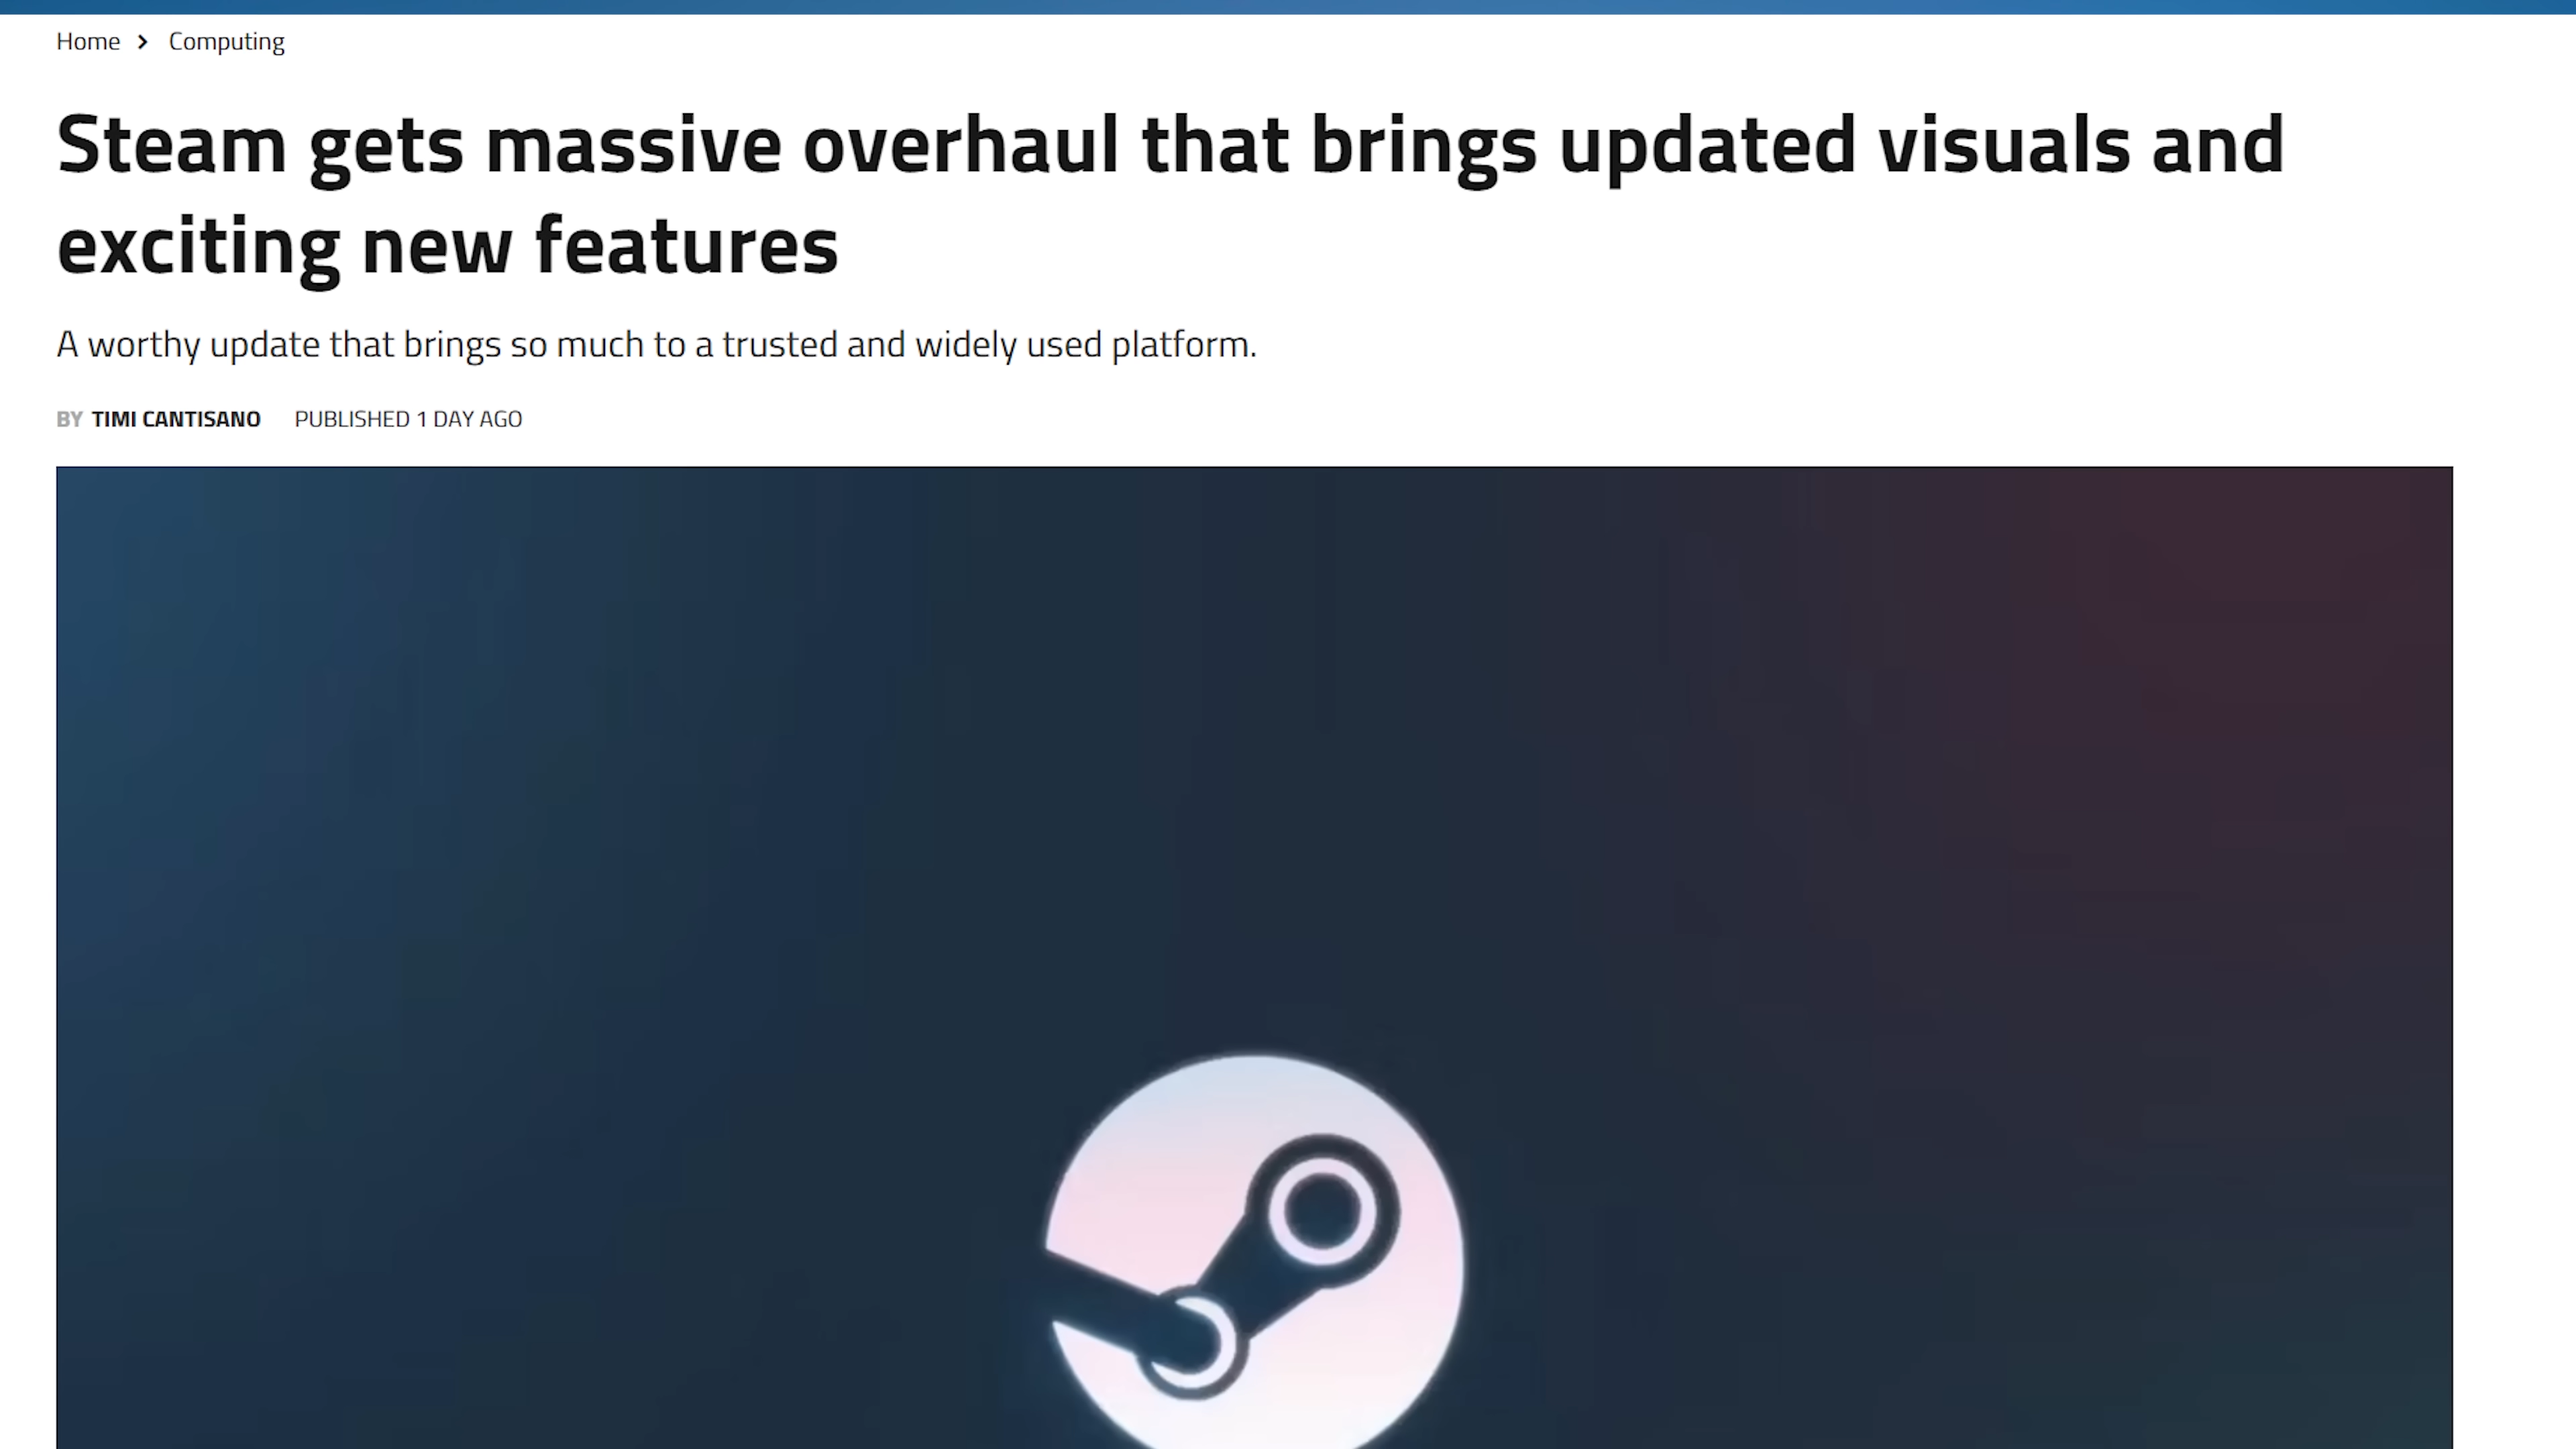 Home > Computing
Steam gets massive overhaul that brings updated visuals and
exciting new features
A worthy update that brings so much to a trusted and widely used platform.
BY TIMI CANTISANO PUBLISHED 1 DAY AGO